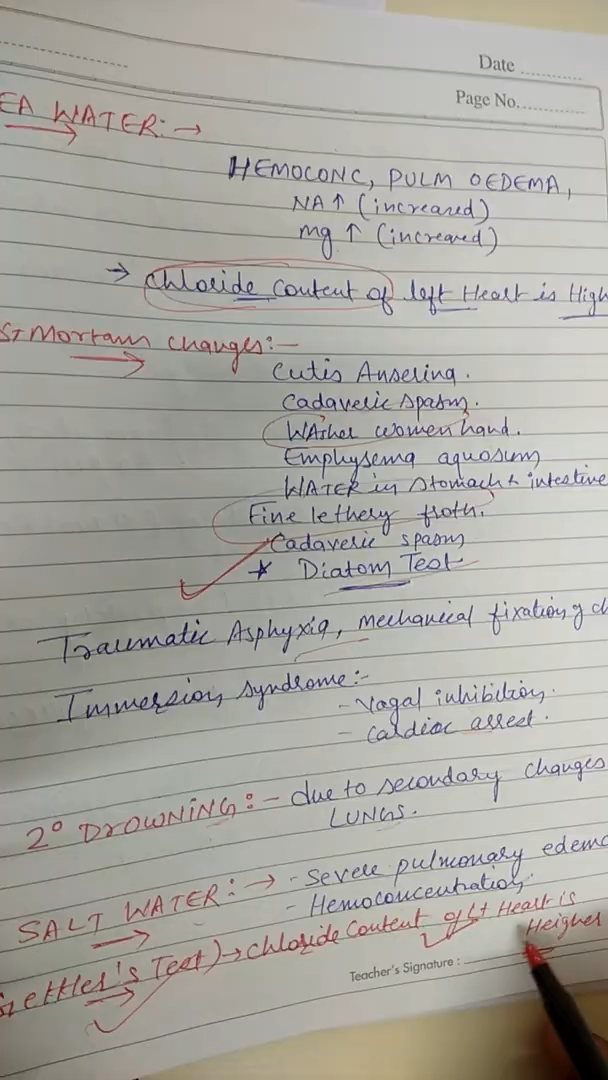 Date ............
Page No. ............
EA WATER: →
HEMOCONC, PULM OEDEMA,
NA ↑ (increased)
mg ↑ (increased)
→ Chloride Content of left Heart is High
ST Mortam changes:-
Cutis Anserina.
Cadaveric spasm.
Washer women hand.
Emphysema aquosum
WATER in Stomach & intestine
Fine lethery froth.
Cadaveric spasm
* Diatom Test
Traumatic Asphyxia, mechanical fixation of
Immersion syndrome:-
- Vagal inhibition.
- Cardiac arrest.
2° DROWNING:- due to secondary changes
LUNGS.
SALT WATER: → - Severe pulmonary edema
- Hemoconcentration
ettler's Test) → Chloride Content of Lt Heart is
Heigher
Teacher's Signature : ............